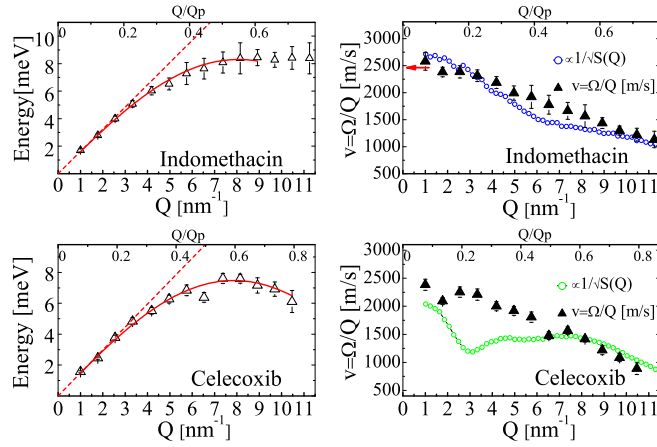 Q/Qp
0 0.2 0.4 0.6
10
8
6
4
2
Energy[meV]
Indomethacin
0 1 2 3 4 5 6 7 8 9 10 11
Q [nm⁻¹]
Q/Qp
0 0.2 0.4 0.6
3000
2500
2000
1500
1000
500
v=Ω/Q [m/s]
∝1/√S(Q)
v=Ω/Q [m/s]
Indomethacin
0 1 2 3 4 5 6 7 8 9 10 11
Q [nm⁻¹]
Q/Qp
0 0.2 0.4 0.6 0.8
10
8
6
4
2
Energy [meV]
Celecoxib
0 1 2 3 4 5 6 7 8 9 10 11
Q [nm⁻¹]
Q/Qp
0 0.2 0.4 0.6 0.8
3000
2500
2000
1500
1000
500
v=Ω/Q [m/s]
∝1/√S(Q)
v=Ω/Q [m/s]
Celecoxib
0 1 2 3 4 5 6 7 8 9 10 11
Q [nm⁻¹]